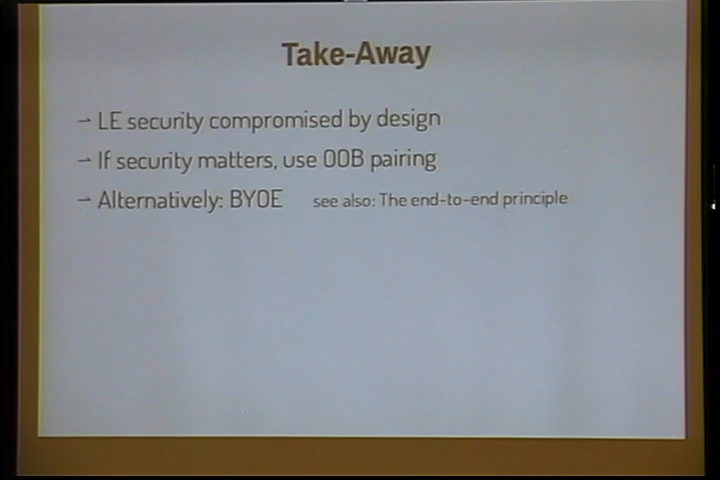 Take-Away
⇀ LE security compromised by design
⇀ If security matters, use OOB pairing
⇀ Alternatively: BYOE see also: The end-to-end principle